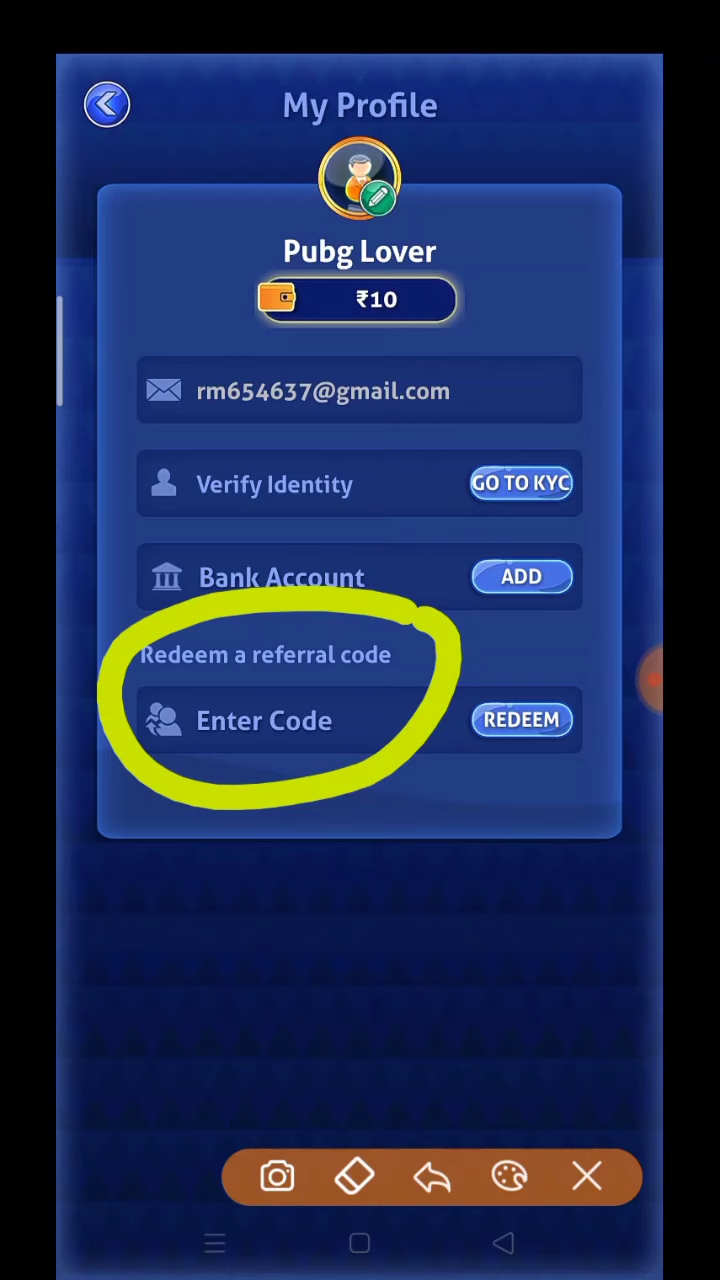 My Profile
Pubg Lover
₹10
rm654637@gmail.com
Verify Identity
GO TO KYC
Bank Account
ADD
Redeem a referral code
Enter Code
REDEEM